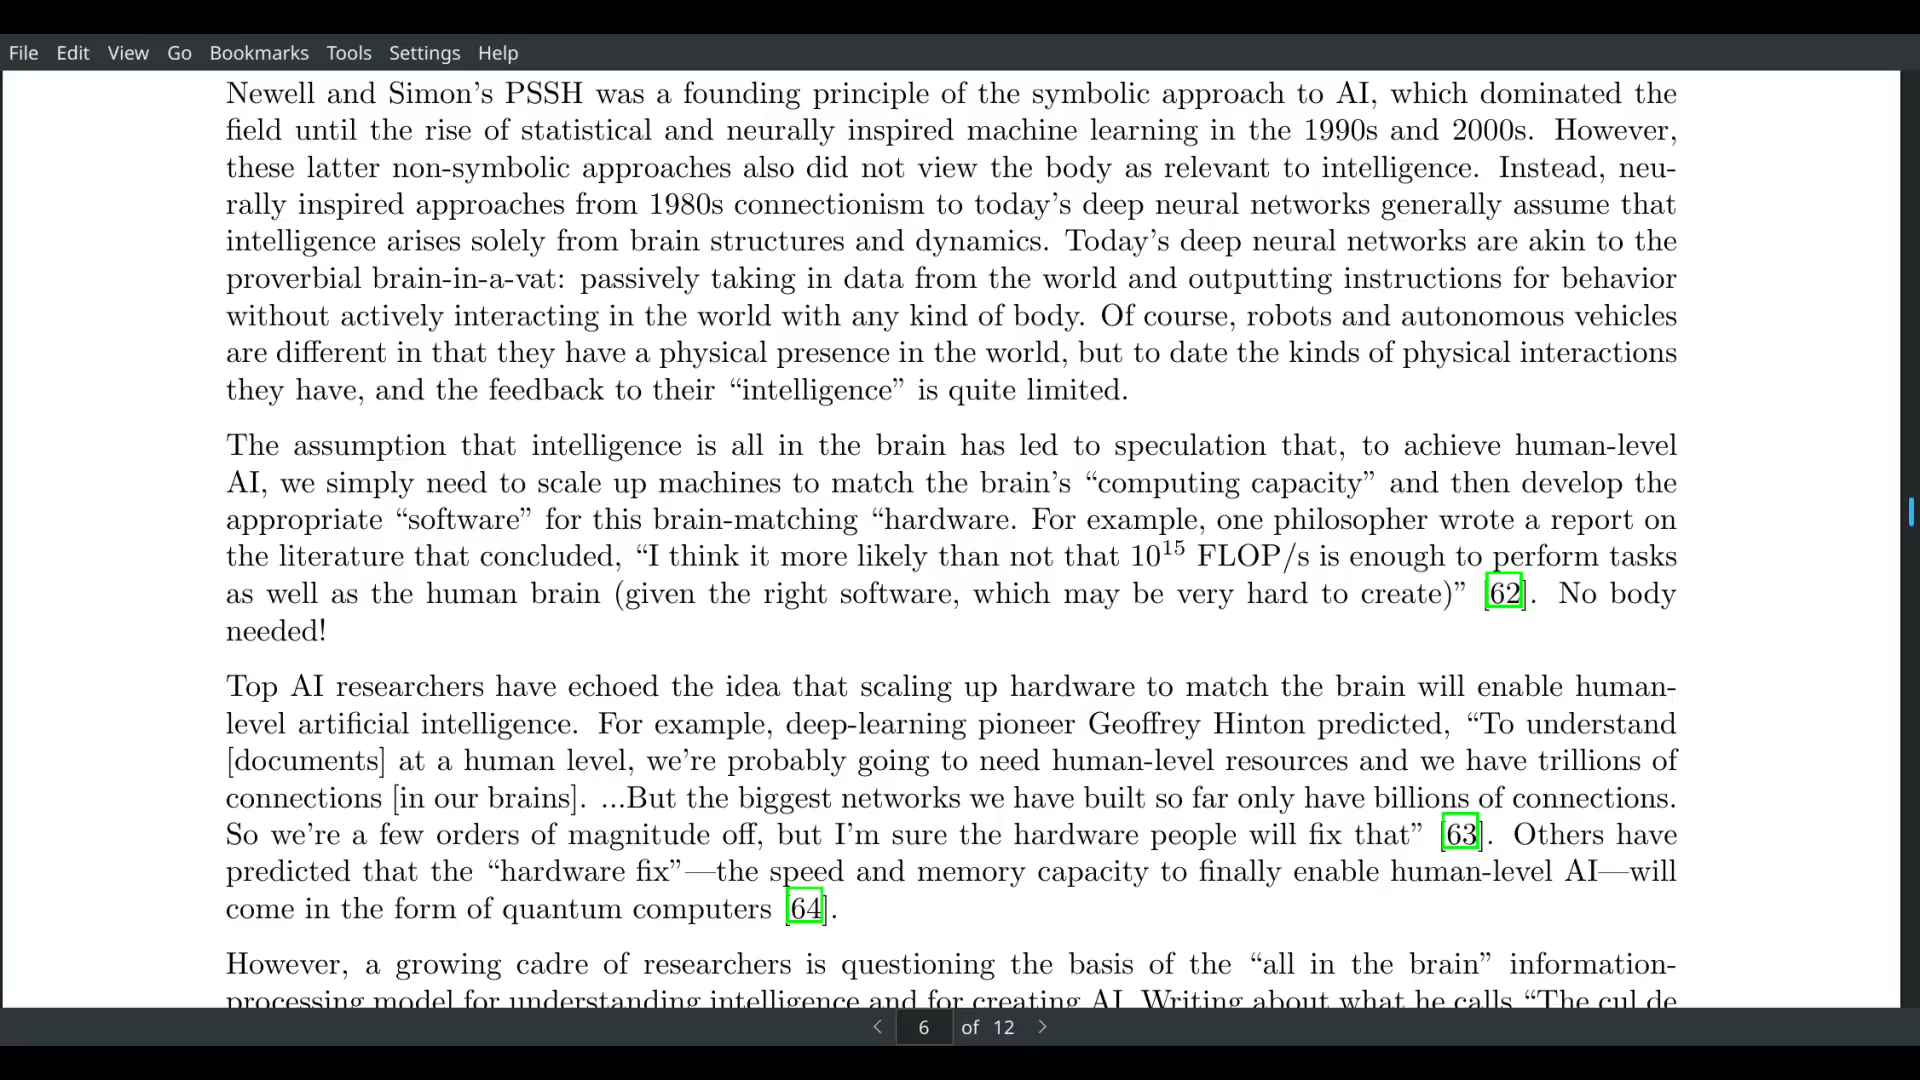 File Edit View Go Bookmarks Tools Settings Help
Newell and Simon’s PSSH was a founding principle of the symbolic approach to AI, which dominated the
field until the rise of statistical and neurally inspired machine learning in the 1990s and 2000s. However,
these latter non-symbolic approaches also did not view the body as relevant to intelligence. Instead, neu-
rally inspired approaches from 1980s connectionism to today’s deep neural networks generally assume that
intelligence arises solely from brain structures and dynamics. Today’s deep neural networks are akin to the
proverbial brain-in-a-vat: passively taking in data from the world and outputting instructions for behavior
without actively interacting in the world with any kind of body. Of course, robots and autonomous vehicles
are different in that they have a physical presence in the world, but to date the kinds of physical interactions
they have, and the feedback to their “intelligence” is quite limited.
The assumption that intelligence is all in the brain has led to speculation that, to achieve human-level
AI, we simply need to scale up machines to match the brain’s “computing capacity” and then develop the
appropriate “software” for this brain-matching “hardware. For example, one philosopher wrote a report on
the literature that concluded, “I think it more likely than not that 10¹⁵ FLOP/s is enough to perform tasks
as well as the human brain (given the right software, which may be very hard to create)” [62]. No body
needed!
Top AI researchers have echoed the idea that scaling up hardware to match the brain will enable human-
level artificial intelligence. For example, deep-learning pioneer Geoffrey Hinton predicted, “To understand
[documents] at a human level, we’re probably going to need human-level resources and we have trillions of
connections [in our brains]. ...But the biggest networks we have built so far only have billions of connections.
So we’re a few orders of magnitude off, but I’m sure the hardware people will fix that” [63]. Others have
predicted that the “hardware fix”—the speed and memory capacity to finally enable human-level AI—will
come in the form of quantum computers [64].
However, a growing cadre of researchers is questioning the basis of the “all in the brain” information-
processing model for understanding intelligence and for creating AI. Writing about what he calls “The cul de
6 of 12